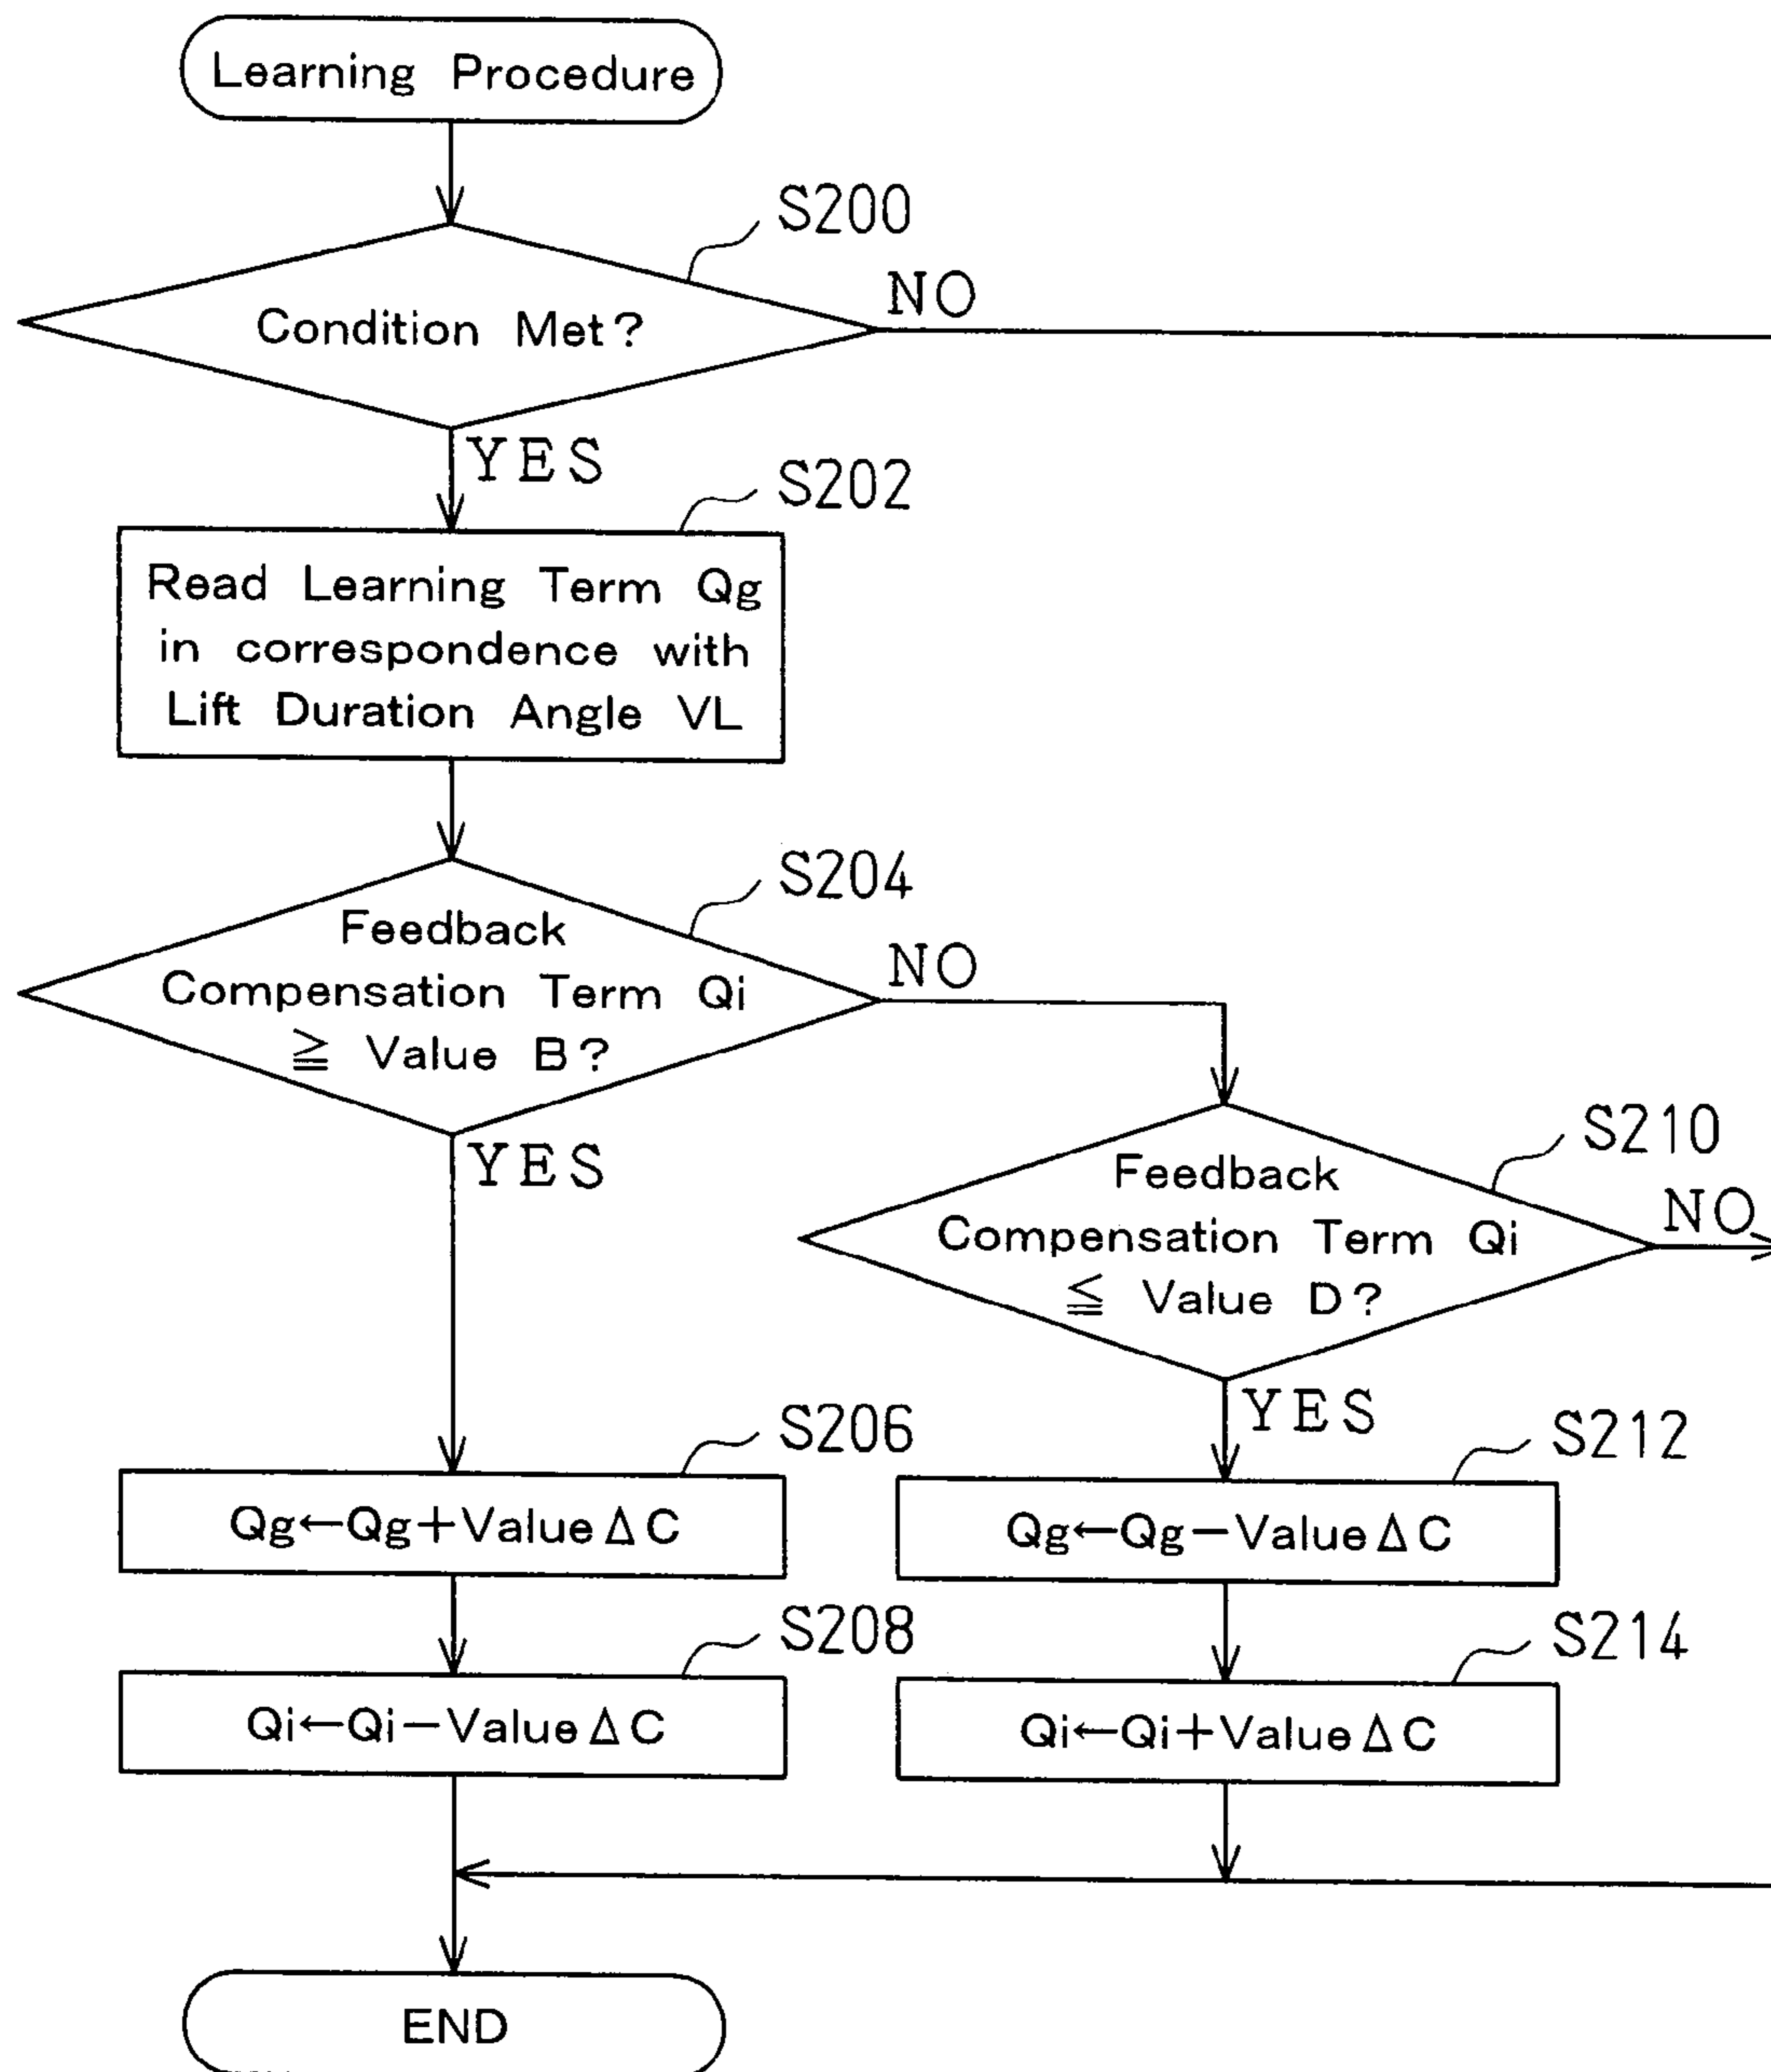 Learning Procedure
S200
Condition Met?
NO
YES
S202
Read Learning Term Qg
in correspondence with
Lift Duration Angle VL
S204
Feedback
Compensation Term Qi
≧ Value B?
NO
YES
S210
Feedback
Compensation Term Qi
≦ Value D?
NO
YES
S206
Qg←Qg+Value ΔC
S212
Qg←Qg−Value ΔC
S208
Qi←Qi−Value ΔC
S214
Qi←Qi+Value ΔC
END